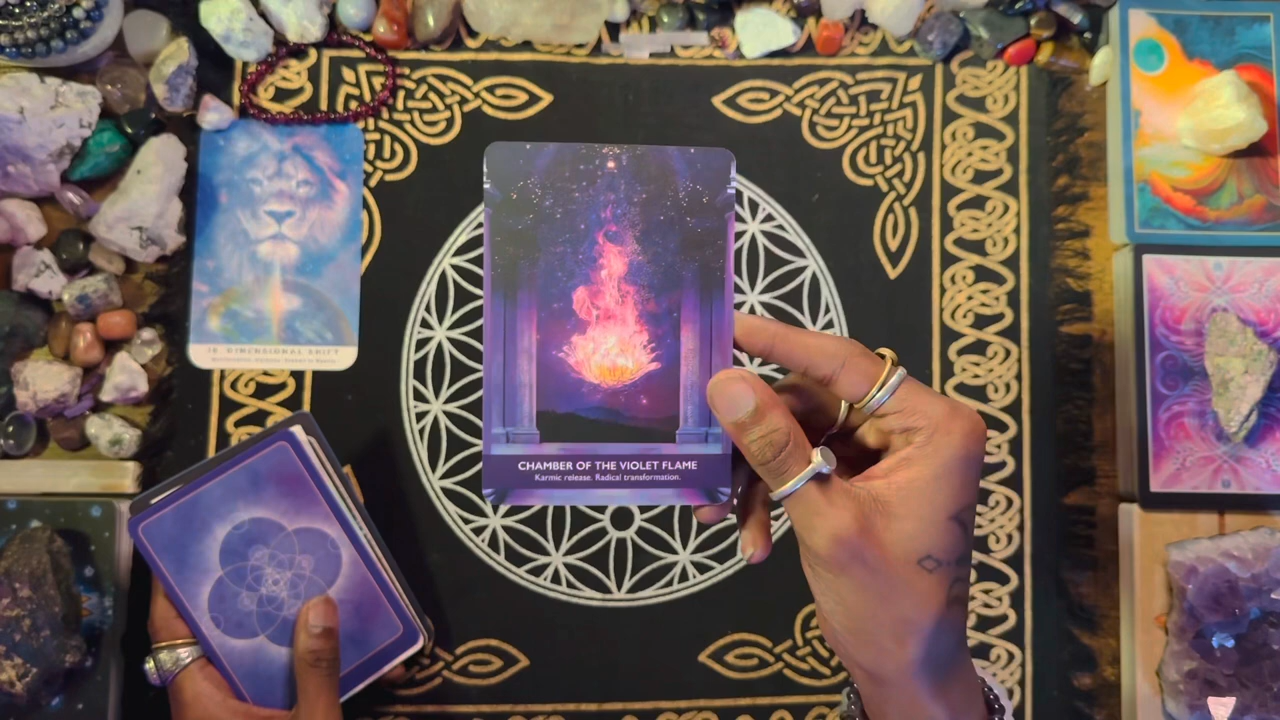 DIMENSIONAL SHIFT
CHAMBER OF THE VIOLET FLAME
Karmic release. Radical transformation.